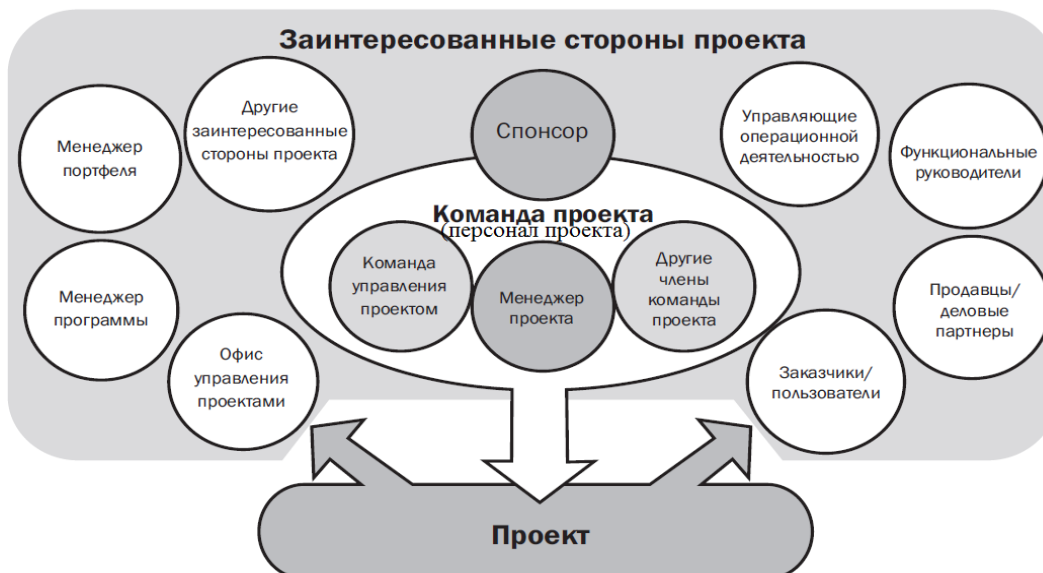 Заинтересованные стороны проекта
Менеджер
портфеля
Другие
заинтересованные
стороны проекта
Спонсор
Управляющие
операционной
деятельностью
Функциональные
руководители
Команда проекта
(персонал проекта)
Команда
управления
проектом
Менеджер
проекта
Другие
члены
команды
проекта
Менеджер
программы
Офис
управления
проектами
Заказчики/
пользователи
Продавцы/
деловые
партнеры
Проект